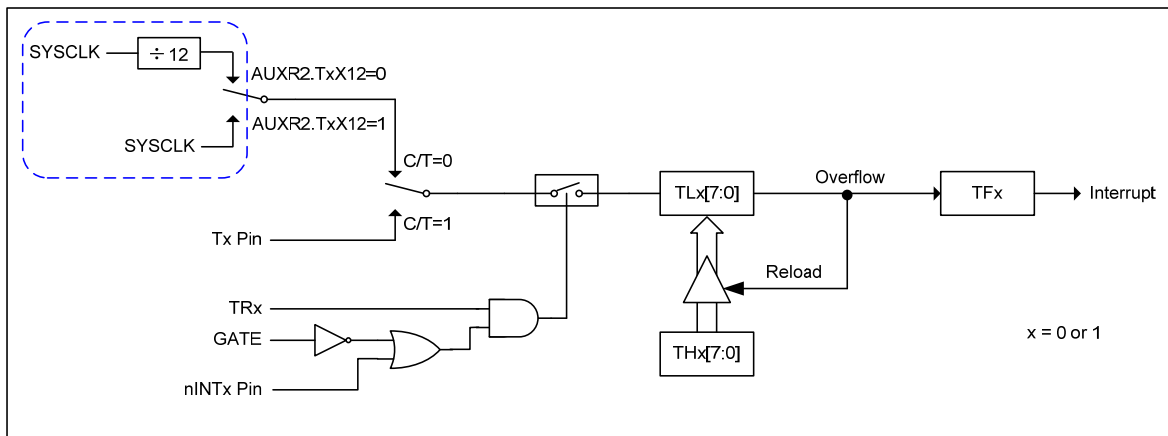 SYSCLK
÷ 12
AUXR2.TxX12=0
AUXR2.TxX12=1
SYSCLK
C/T=0
C/T=1
Tx Pin
TLx[7:0]
Overflow
TFx
Interrupt
Reload
TRx
GATE
nINTx Pin
THx[7:0]
x = 0 or 1